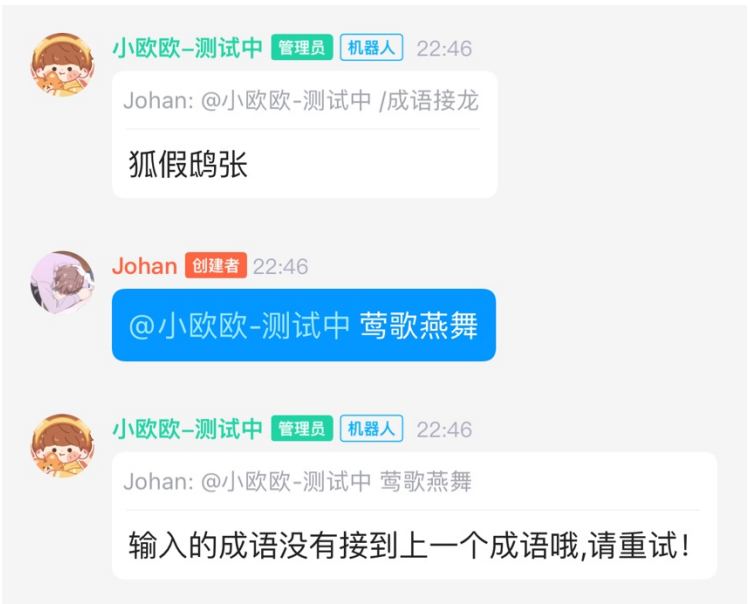 小欧欧-测试中 管理员 机器人 22:46
Johan: @小欧欧-测试中 /成语接龙
狐假鸱张
Johan 创建者 22:46
@小欧欧-测试中 莺歌燕舞
小欧欧-测试中 管理员 机器人 22:46
Johan: @小欧欧-测试中 莺歌燕舞
输入的成语没有接到上一个成语哦,请重试!